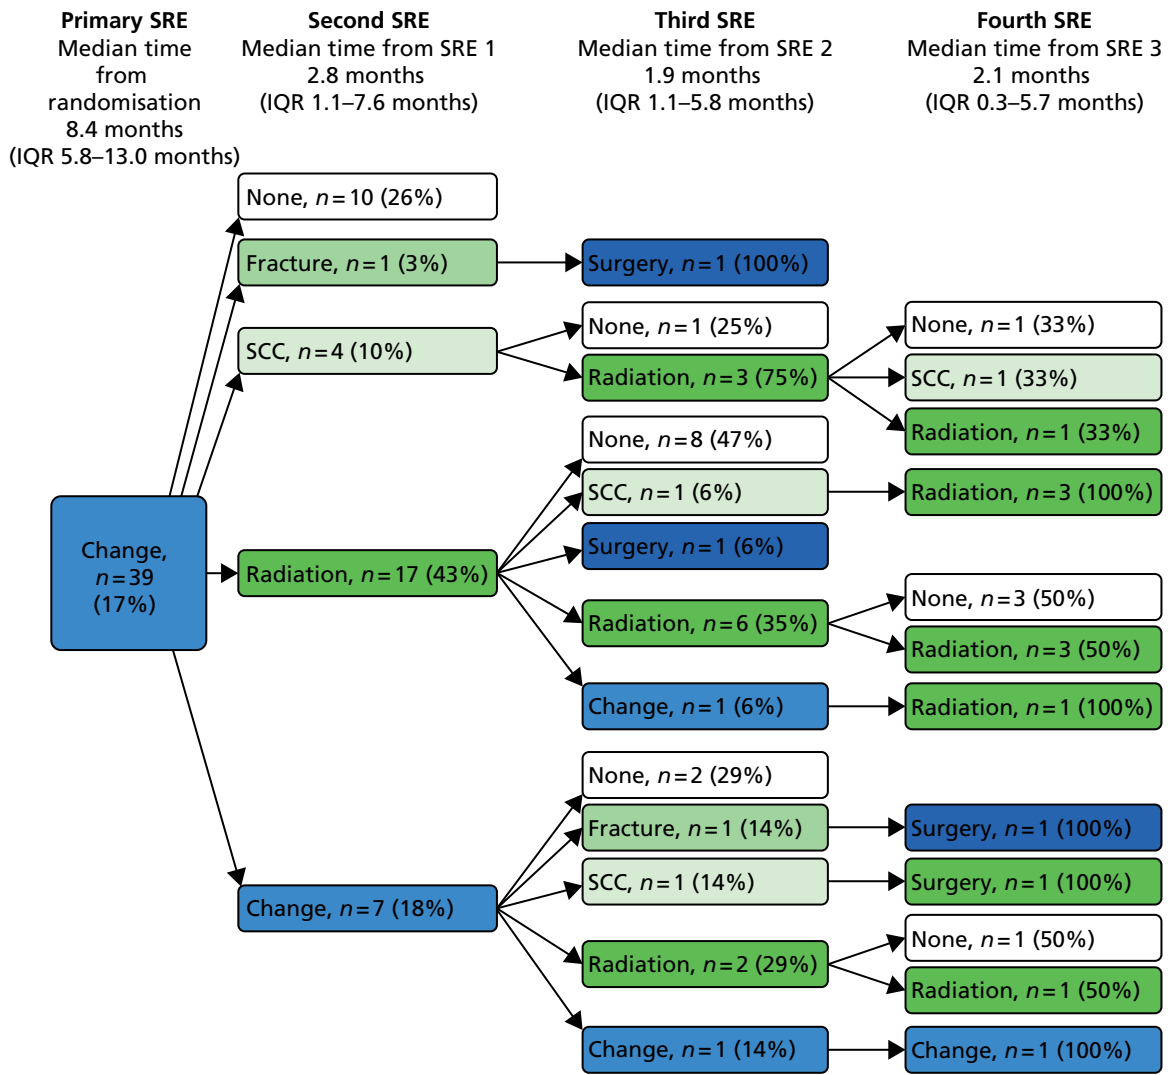 Primary SRE
Median time
from
randomisation
8.4 months
(IQR 5.8–13.0 months)
Second SRE
Median time from SRE 1
2.8 months
(IQR 1.1–7.6 months)
Third SRE
Median time from SRE 2
1.9 months
(IQR 1.1–5.8 months)
Fourth SRE
Median time from SRE 3
2.1 months
(IQR 0.3–5.7 months)
Change,
n=39
(17%)
None, n=10 (26%)
Fracture, n=1 (3%)
SCC, n=4 (10%)
Radiation, n=17 (43%)
Change, n=7 (18%)
Surgery, n=1 (100%)
None, n=1 (25%)
Radiation, n=3 (75%)
None, n=8 (47%)
SCC, n=1 (6%)
Surgery, n=1 (6%)
Radiation, n=6 (35%)
Change, n=1 (6%)
None, n=2 (29%)
Fracture, n=1 (14%)
SCC, n=1 (14%)
Radiation, n=2 (29%)
Change, n=1 (14%)
None, n=1 (33%)
SCC, n=1 (33%)
Radiation, n=1 (33%)
Radiation, n=3 (100%)
None, n=3 (50%)
Radiation, n=3 (50%)
Radiation, n=1 (100%)
Surgery, n=1 (100%)
Surgery, n=1 (100%)
None, n=1 (50%)
Radiation, n=1 (50%)
Change, n=1 (100%)